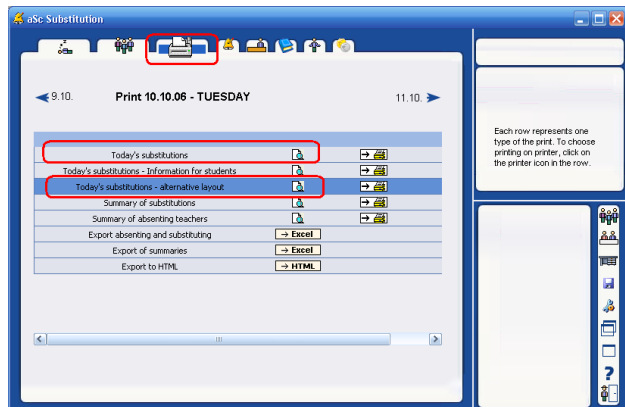 aSc Substitution
9.10.
Print 10.10.06 - TUESDAY
11.10.
Today's substitutions
Today's substitutions - Information for students
Today's substitutions - alternative layout
Summary of substitutions
Summary of absenting teachers
Export absenting and substituting
→ Excel
Export of summaries
→ Excel
Export to HTML
→ HTML
Each row represents one
type of the print. To choose
printing on printer, click on
the printer icon in the row.
?